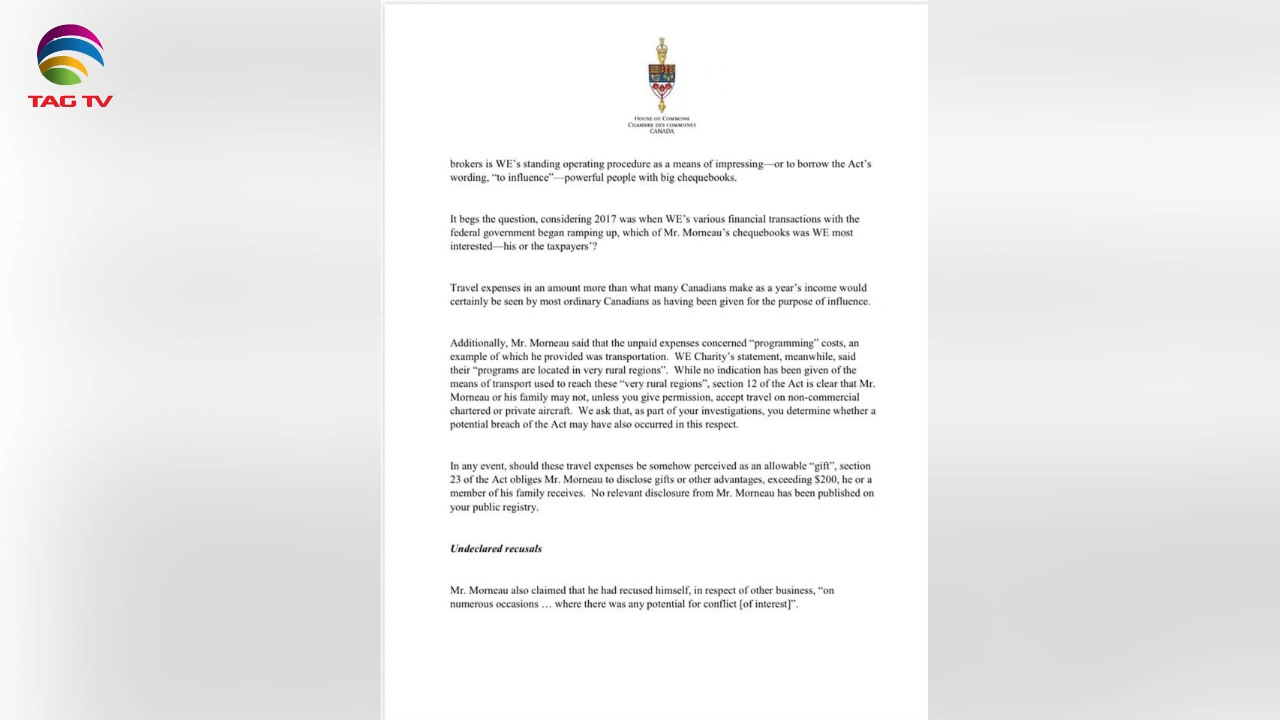 TAG TV
HOUSE OF COMMONS
CHAMBRE DES COMMUNES
CANADA
brokers is WE's standing operating procedure as a means of impressing—or to borrow the Act's
wording, “to influence”—powerful people with big chequebooks.
It begs the question, considering 2017 was when WE's various financial transactions with the
federal government began ramping up, which of Mr. Morneau's chequebooks was WE most
interested—his or the taxpayers'?
Travel expenses in an amount more than what many Canadians make as a year's income would
certainly be seen by most ordinary Canadians as having been given for the purpose of influence.
Additionally, Mr. Morneau said that the unpaid expenses concerned “programming” costs, an
example of which he provided was transportation.  WE Charity's statement, meanwhile, said
their “programs are located in very rural regions”.  While no indication has been given of the
means of transport used to reach these “very rural regions”, section 12 of the Act is clear that Mr.
Morneau or his family may not, unless you give permission, accept travel on non-commercial
chartered or private aircraft.  We ask that, as part of your investigations, you determine whether a
potential breach of the Act may have also occurred in this respect.
In any event, should these travel expenses be somehow perceived as an allowable “gift”, section
23 of the Act obliges Mr. Morneau to disclose gifts or other advantages, exceeding $200, he or a
member of his family receives.  No relevant disclosure from Mr. Morneau has been published on
your public registry.
Undeclared recusals
Mr. Morneau also claimed that he had recused himself, in respect of other business, “on
numerous occasions … where there was any potential for conflict [of interest]”.